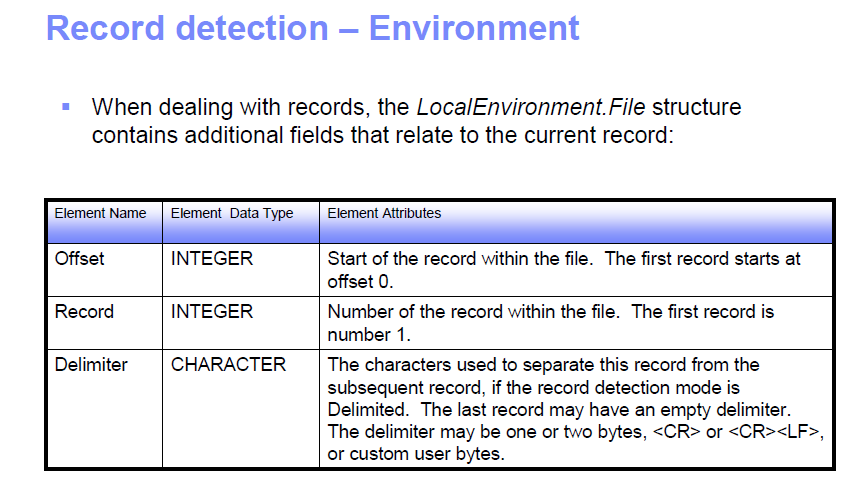 Record detection – Environment
▪ When dealing with records, the LocalEnvironment.File structure
contains additional fields that relate to the current record:
Element Name Element Data Type Element Attributes
Offset INTEGER Start of the record within the file. The first record starts at
offset 0.
Record INTEGER Number of the record within the file. The first record is
number 1.
Delimiter CHARACTER The characters used to separate this record from the
subsequent record, if the record detection mode is
Delimited. The last record may have an empty delimiter.
The delimiter may be one or two bytes, <CR> or <CR><LF>,
or custom user bytes.